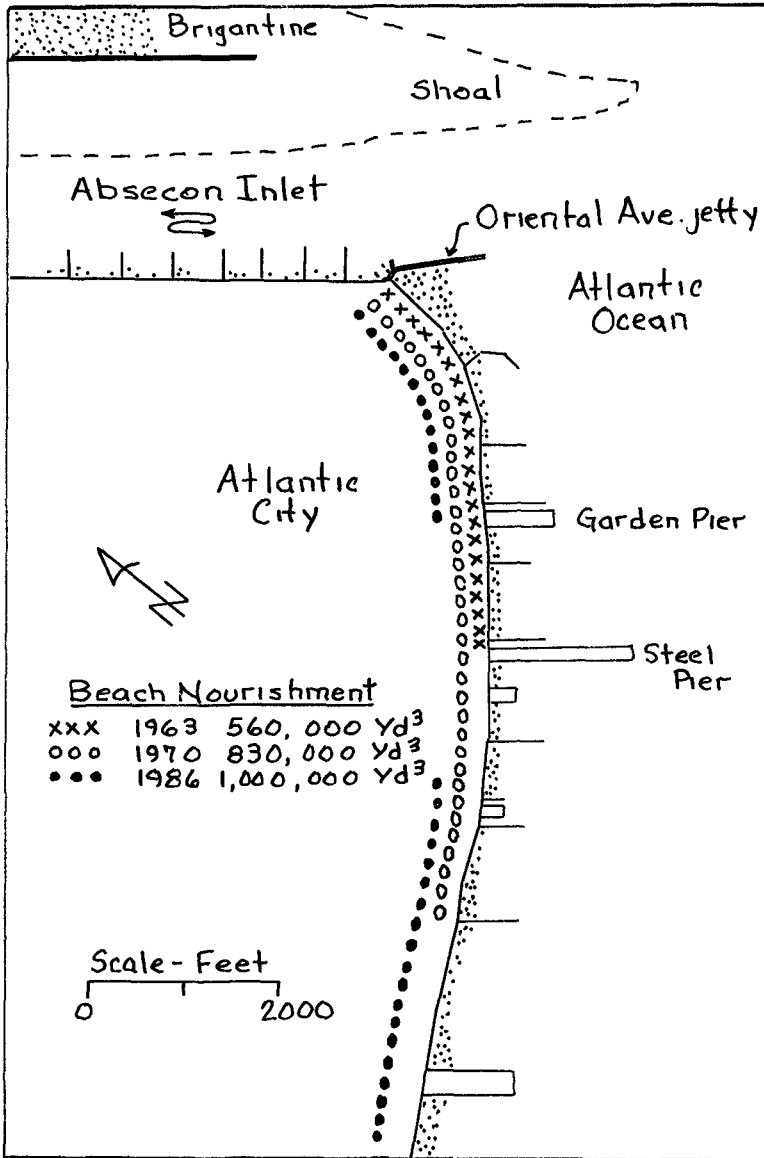 Brigantine
Shoal
Absecon Inlet
Oriental Ave. jetty
Atlantic
Ocean
Atlantic
City
Garden Pier
N
Steel
Pier
Beach Nourishment
xxx 1963 560,000 Yd³
ooo 1970 830,000 Yd³
••• 1986 1,000,000 Yd³
Scale - Feet
0 2000